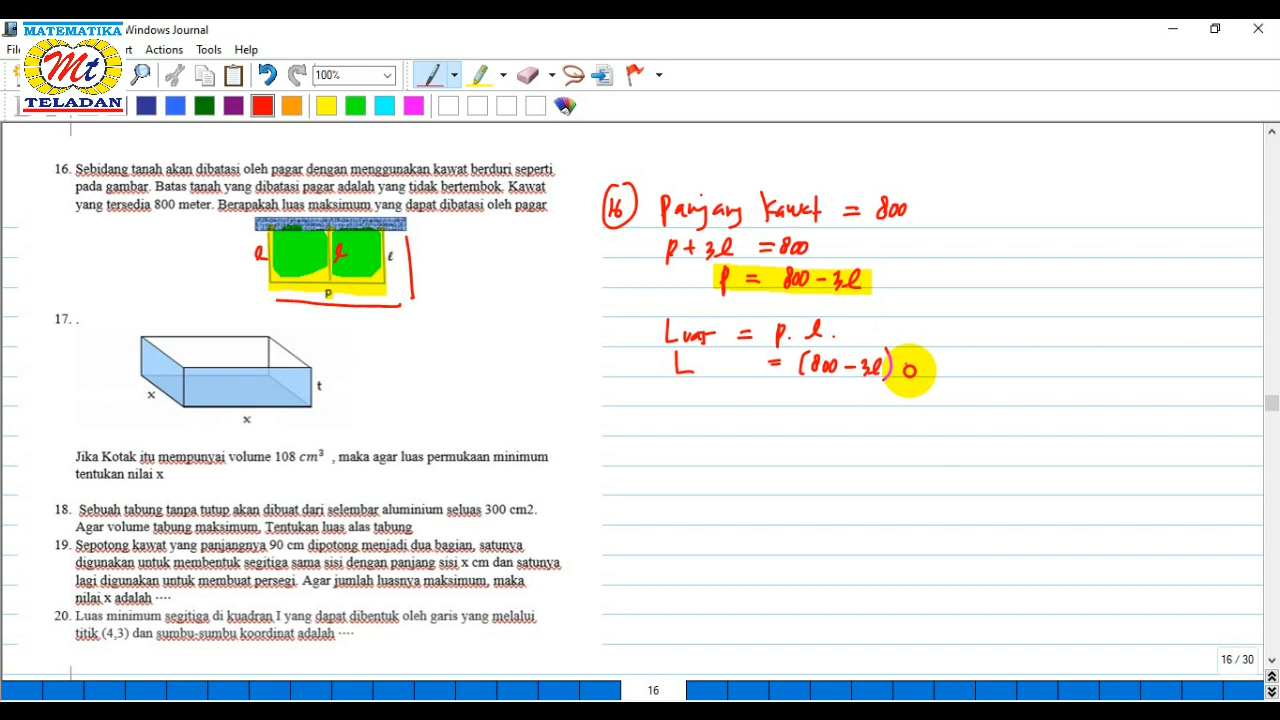 MATEMATIKA
Mt
TELADAN
Windows Journal
Actions Tools Help
100%
16. Sebidang tanah akan dibatasi oleh pagar dengan menggunakan kawat berduri seperti
pada gambar. Batas tanah yang dibatasi pagar adalah yang tidak bertembok. Kawat
yang tersedia 800 meter. Berapakah luas maksimum yang dapat dibatasi oleh pagar
l l ℓ
p
17. .
t
x
x
Jika Kotak itu mempunyai volume 108 cm³ , maka agar luas permukaan minimum
tentukan nilai x
18. Sebuah tabung tanpa tutup akan dibuat dari selembar aluminium seluas 300 cm2.
Agar volume tabung maksimum, Tentukan luas alas tabung
19. Sepotong kawat yang panjangnya 90 cm dipotong menjadi dua bagian, satunya
digunakan untuk membentuk segitiga sama sisi dengan panjang sisi x cm dan satunya
lagi digunakan untuk membuat persegi. Agar jumlah luasnya maksimum, maka
nilai x adalah ····
20. Luas minimum segitiga di kuadran I yang dapat dibentuk oleh garis yang melalui
titik (4,3) dan sumbu-sumbu koordinat adalah ····
16 Panjang kawat = 800
p + 3l = 800
p = 800 - 3l
Luas = p. l.
L = (800 - 3l)
16 / 30
16